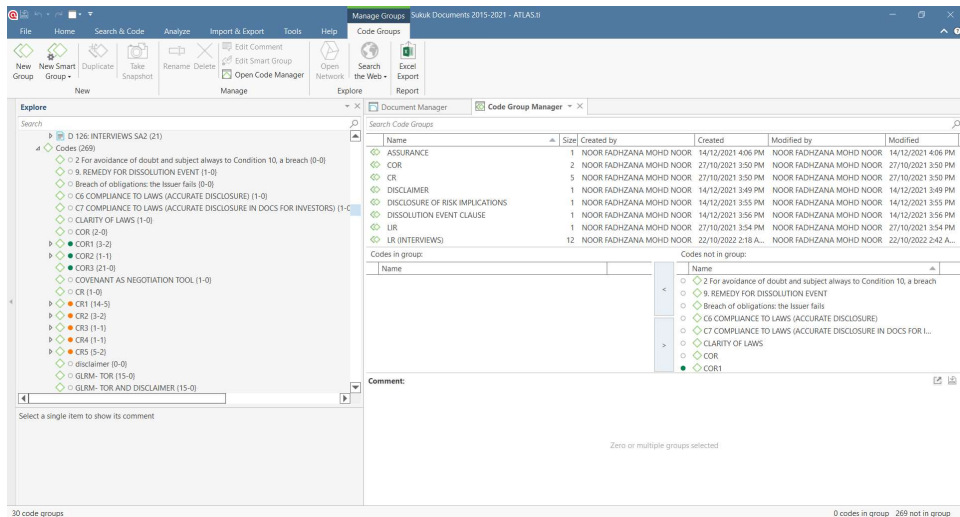 Manage Groups
Sukuk Documents 2015-2021 - ATLAS.ti
File Home Search & Code Analyze Import & Export Tools Help Code Groups
New Group
New Smart Group
Duplicate
Take Snapshot
New
Rename
Delete
Edit Comment
Edit Smart Group
Open Code Manager
Manage
Open Network
Search the Web
Explore
Excel Export
Report
Explore
Search
D 126: INTERVIEWS SA2 (21)
Codes (269)
2 For avoidance of doubt and subject always to Condition 10, a breach {0-0}
9. REMEDY FOR DISSOLUTION EVENT {1-0}
Breach of obligations: the Issuer fails {0-0}
C6 COMPLIANCE TO LAWS (ACCURATE DISCLOSURE) {1-0}
C7 COMPLIANCE TO LAWS (ACCURATE DISCLOSURE IN DOCS FOR INVESTORS) {1-0
CLARITY OF LAWS {1-0}
COR {2-0}
COR1 {3-2}
COR2 {1-1}
COR3 {21-0}
COVENANT AS NEGOTIATION TOOL {1-0}
CR {1-0}
CR1 {14-5}
CR2 {3-2}
CR3 {1-1}
CR4 {1-1}
CR5 {5-2}
disclaimer {0-0}
GLRM- TOR {15-0}
GLRM- TOR AND DISCLAIMER {15-0}
Select a single item to show its comment
Document Manager
Code Group Manager
Search Code Groups
Name Size Created by Created Modified by Modified
ASSURANCE 1 NOOR FADHZANA MOHD NOOR 14/12/2021 4:06 PM NOOR FADHZANA MOHD NOOR 14/12/2021 4:06 PM
COR 2 NOOR FADHZANA MOHD NOOR 27/10/2021 3:50 PM NOOR FADHZANA MOHD NOOR 27/10/2021 3:50 PM
CR 5 NOOR FADHZANA MOHD NOOR 27/10/2021 3:50 PM NOOR FADHZANA MOHD NOOR 27/10/2021 3:50 PM
DISCLAIMER 1 NOOR FADHZANA MOHD NOOR 14/12/2021 3:49 PM NOOR FADHZANA MOHD NOOR 14/12/2021 3:49 PM
DISCLOSURE OF RISK IMPLICATIONS 1 NOOR FADHZANA MOHD NOOR 14/12/2021 3:55 PM NOOR FADHZANA MOHD NOOR 14/12/2021 3:55 PM
DISSOLUTION EVENT CLAUSE 1 NOOR FADHZANA MOHD NOOR 14/12/2021 3:56 PM NOOR FADHZANA MOHD NOOR 14/12/2021 3:56 PM
LIR 1 NOOR FADHZANA MOHD NOOR 27/10/2021 3:54 PM NOOR FADHZANA MOHD NOOR 27/10/2021 3:54 PM
LR (INTERVIEWS) 12 NOOR FADHZANA MOHD NOOR 22/10/2022 2:18 A... NOOR FADHZANA MOHD NOOR 22/10/2022 2:42 A...
Codes in group:
Name
<
>
Codes not in group:
Name
2 For avoidance of doubt and subject always to Condition 10, a breach
9. REMEDY FOR DISSOLUTION EVENT
Breach of obligations: the Issuer fails
C6 COMPLIANCE TO LAWS (ACCURATE DISCLOSURE)
C7 COMPLIANCE TO LAWS (ACCURATE DISCLOSURE IN DOCS FOR I...
CLARITY OF LAWS
COR
COR1
Comment:
Zero or multiple groups selected
30 code groups
0 codes in group 269 not in group